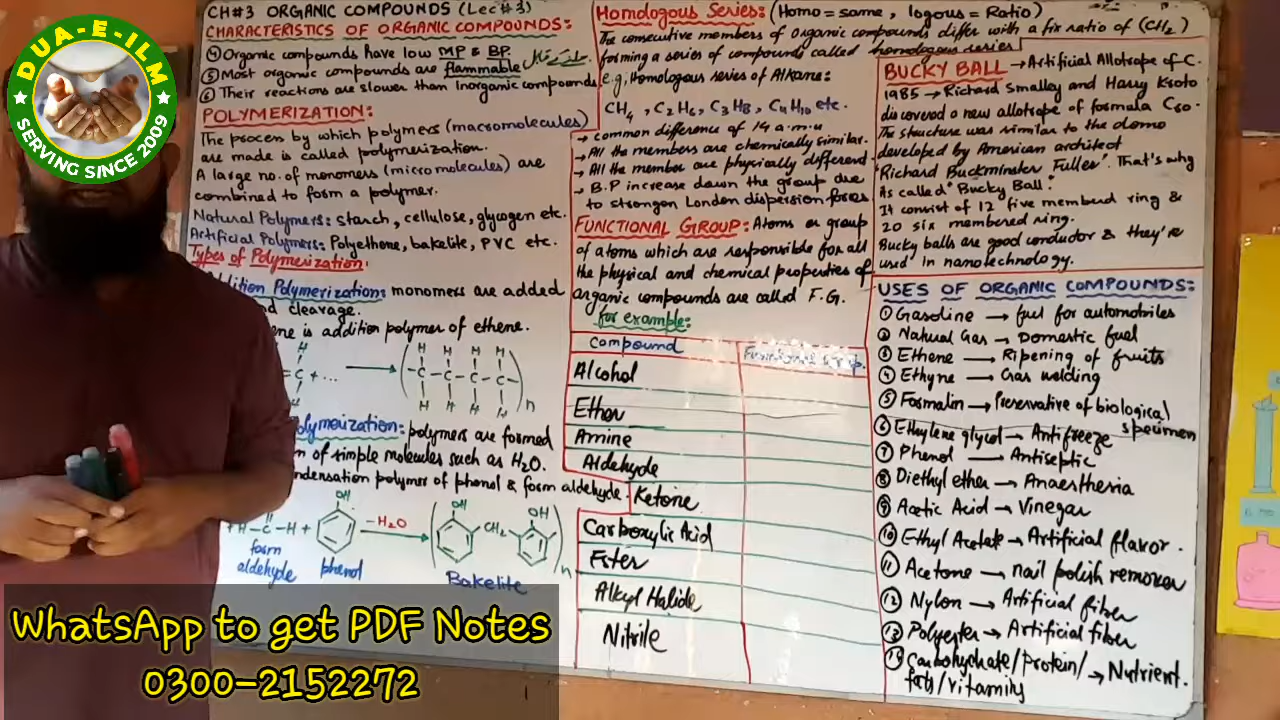 DUA-E-ILM
SERVING SINCE 2009
CH#3 ORGANIC COMPOUNDS (Lec#3)
CHARACTERISTICS OF ORGANIC COMPOUNDS:
④ Organic compounds have low MP & BP.
⑤ Most organic compounds are flammable
⑥ Their reactions are slower than inorganic compounds.
POLYMERIZATION:
The process by which polymers (macromolecules)
are made is called polymerization.
A large no. of monomers (micromolecules) are
combined to form a polymer.
Natural Polymers: starch, cellulose, glycogen etc.
Artificial Polymers: Polyethene, bakelite, PVC etc.
Types of Polymerization:
dition Polymerization: monomers are added
d cleavage.
ene is addition polymer of ethene.
H H H H H
=C + ... → (-C-C-C-C-)n
H H H H H
olymerization: polymers are formed
n of simple molecules such as H2O.
ndensation polymer of phenol & form aldehyde.
OH OH OH
H-C-H + -H2O → ( CH2 )n
form aldehyde
phenol
Bakelite
Homologous Series: (Homo = same, logous = Ratio)
The consecutive members of organic compounds differ with a fix ratio of (CH2)
forming a series of compounds called homologous series
e.g; Homologous series of Alkane:
CH4, C2H6, C3H8, C4H10 etc.
→ common difference of 14 a.m.u
→ All the members are chemically similar.
→ All the member are physically different.
→ B.P increase down the group due
to stronger London dispersion forces
FUNCTIONAL GROUP: Atoms or group
of atoms which are responsible for all
the physical and chemical properties of
organic compounds are called F.G.
for example:
Compound
Alcohol
Ether
Amine
Aldehyde
Ketone
Carboxylic Acid
Ester
Alkyl Halide
Nitrile
BUCKY BALL → Artificial Allotrope of C.
1985 → Richard Smalley and Harry Kroto
discovered a new allotrope of formula C60.
The structure was similar to the domo
developed by American architect
"Richard Buckminster Fuller". That's why
is called "Bucky Ball".
It consist of 12 five membered ring &
20 six membered ring.
Bucky balls are good conductor & they're
used in nanotechnology.
USES OF ORGANIC COMPOUNDS:
① Gasoline → fuel for automobiles
② Natural Gas → Domestic fuel
③ Ethene → Ripening of fruits
④ Ethyne → Gas welding
⑤ Formalin → Preservative of biological
specimen
⑥ Ethylene glycol → Antifreeze
⑦ Phenol → Antiseptic
⑧ Diethyl ether → Anaesthesia
⑨ Acetic Acid → Vinegar
⑩ Ethyl Acetate → Artificial flavor.
⑪ Acetone → nail polish remover
⑫ Nylon → Artificial fiber
⑬ Polyester → Artificial fiber
⑭ Carbohydrate/Protein/ → Nutrient.
fats/vitamins
WhatsApp to get PDF Notes
0300-2152272